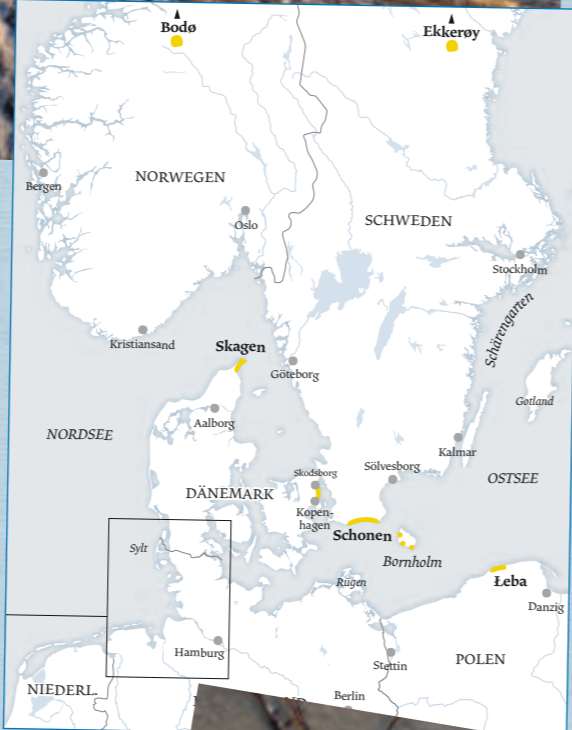 Bodø
Ekkerøy
Bergen
NORWEGEN
Oslo
SCHWEDEN
Stockholm
Schärengarten
Kristiansand
Skagen
Göteborg
Gotland
Aalborg
NORDSEE
Kalmar
Skodsborg
Sölvesborg
OSTSEE
DÄNEMARK
Kopen-
hagen
Schonen
Bornholm
Sylt
Rügen
Łeba
Danzig
Hamburg
Stettin
POLEN
NIEDERL.
Berlin